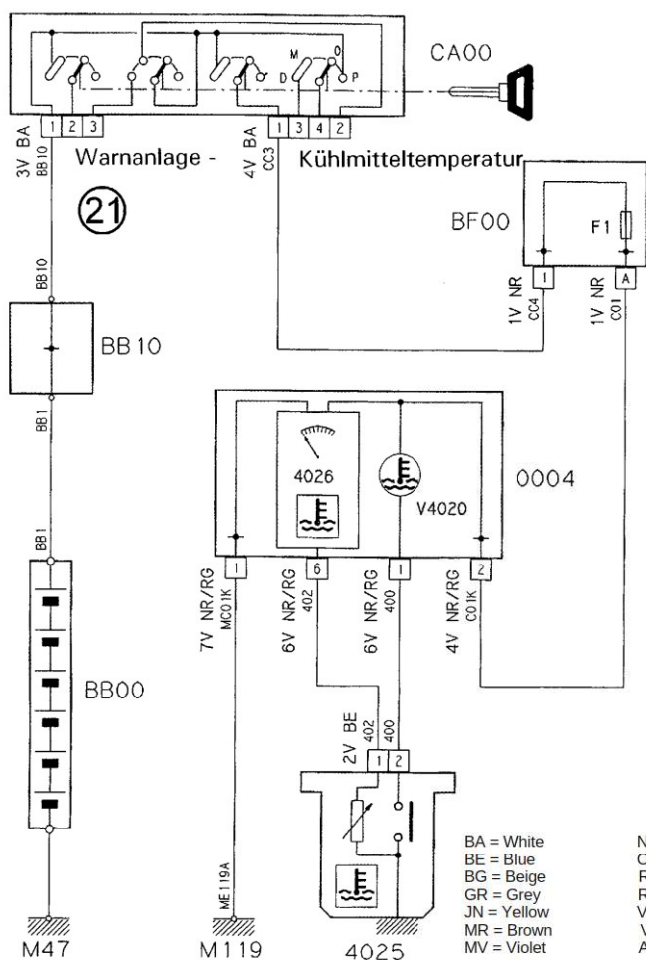 CA00
M
O
D
P
1 2 3
1 3 4 2
3V BA
BB10
Warnanlage -
Kühlmitteltemperatur
4V BA
CC3
21
BF00
F1
1 A
1V NR
CC4
1V NR
C01
BB10
BB10
BB1
BB1
BB00
M47
0004
4026
V4020
1 6 1 2
7V NR/RG
MC01K
6V NR/RG
402
6V NR/RG
400
4V NR/RG
C01K
2V BE
402
400
1 2
ME119A
M119
4025
BA = White
BE = Blue
BG = Beige
GR = Grey
JN = Yellow
MR = Brown
MV = Violet
N
R
R
V
V
A